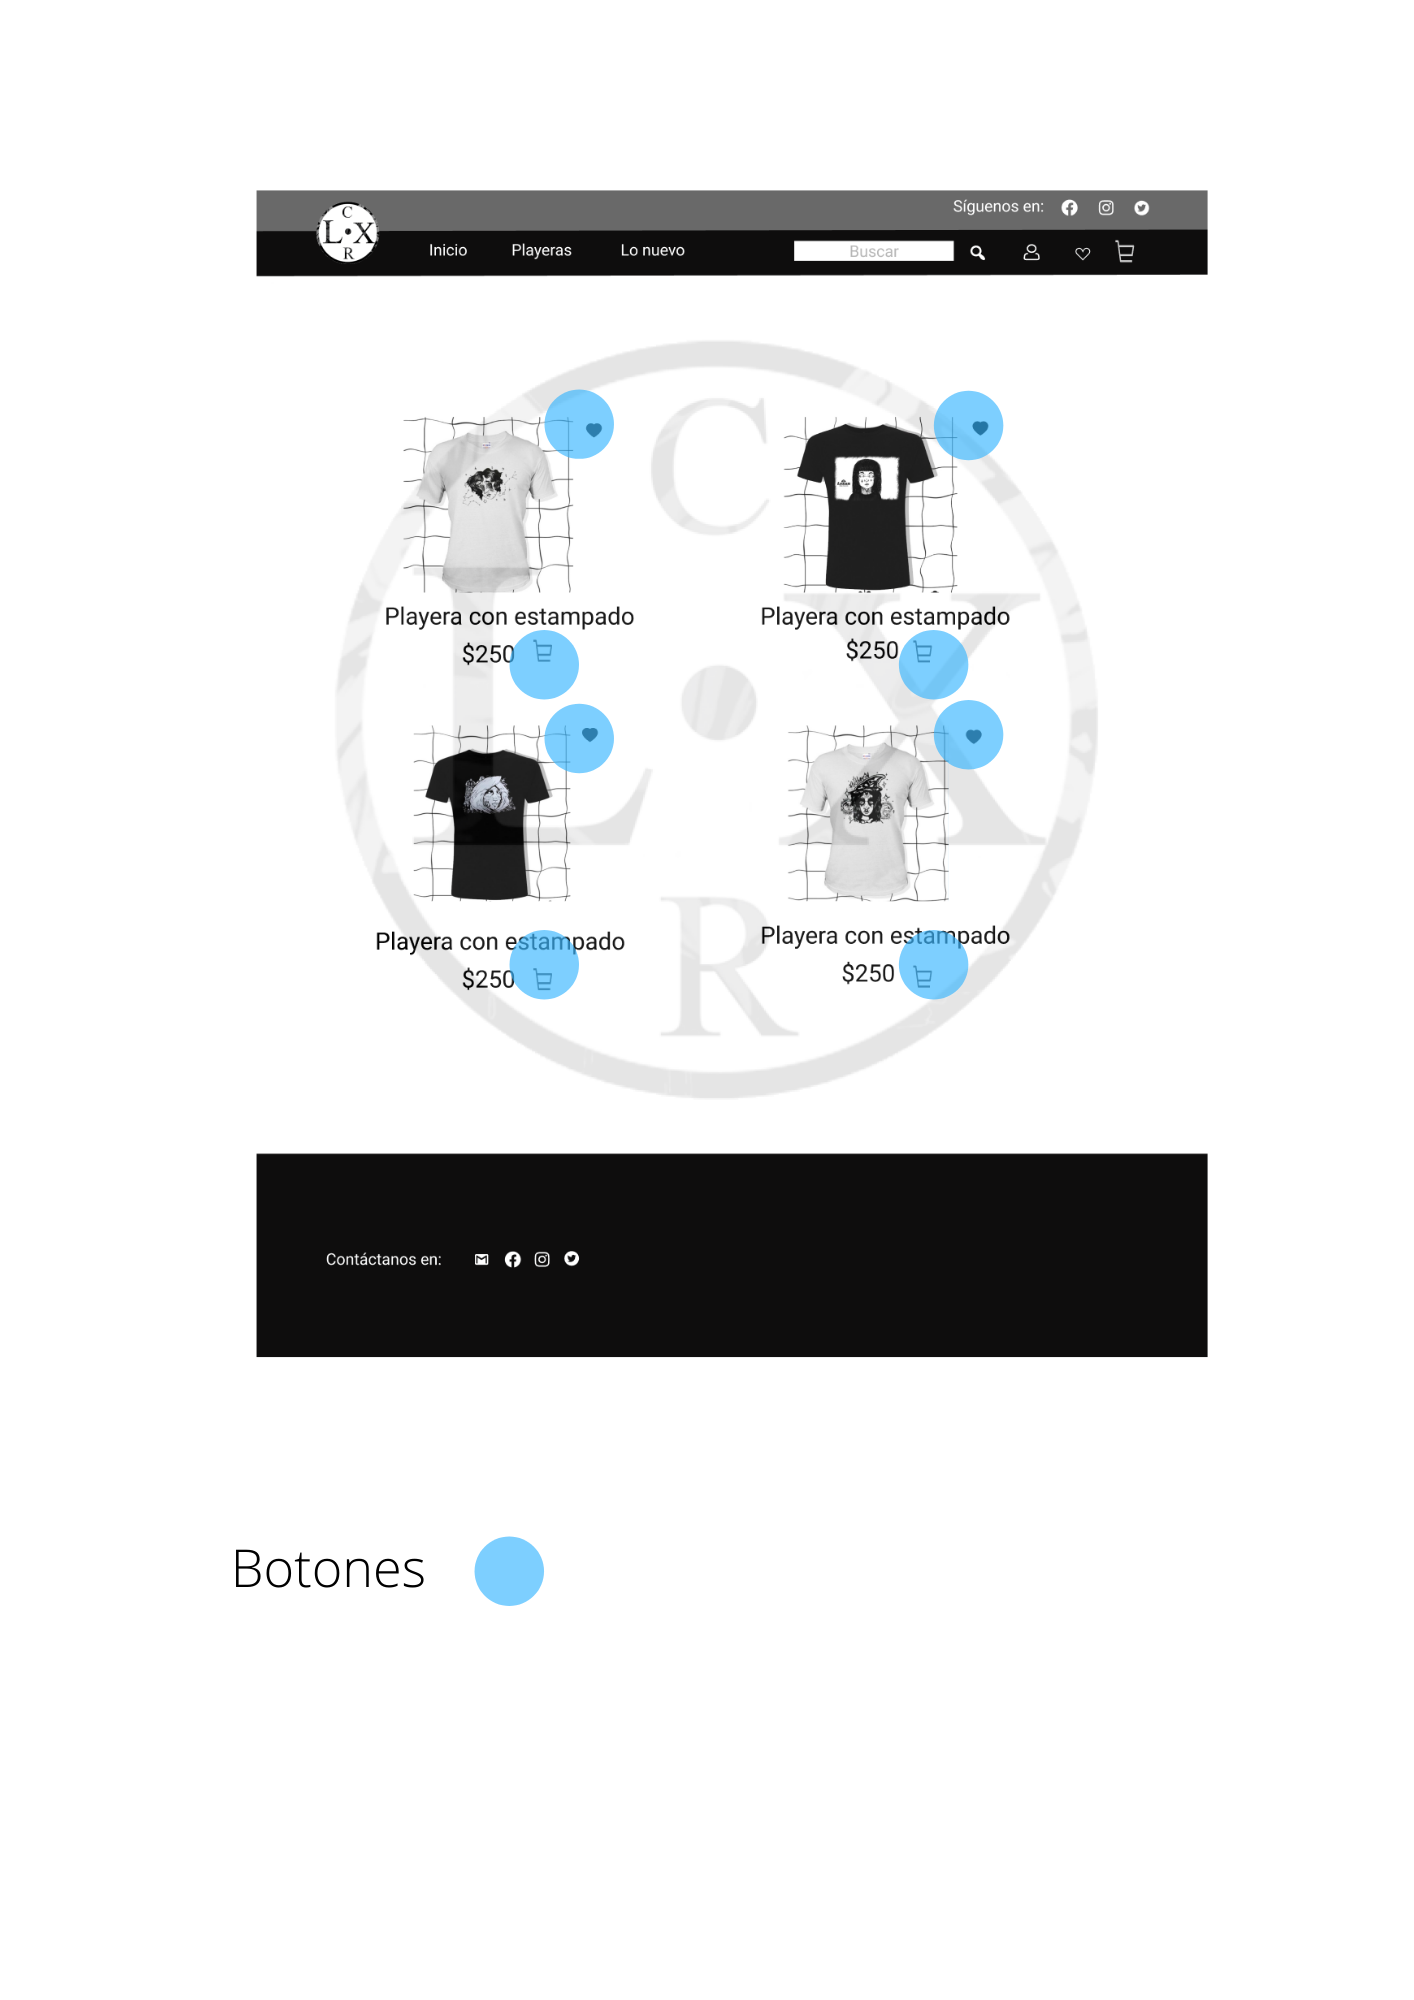 Síguenos en:
C
L•X
R
Inicio
Playeras
Lo nuevo
Buscar
C
L•X
R
Playera con estampado
$250
Playera con estampado
$250
Playera con estampado
$250
Playera con estampado
$250
Contáctanos en:
Botones